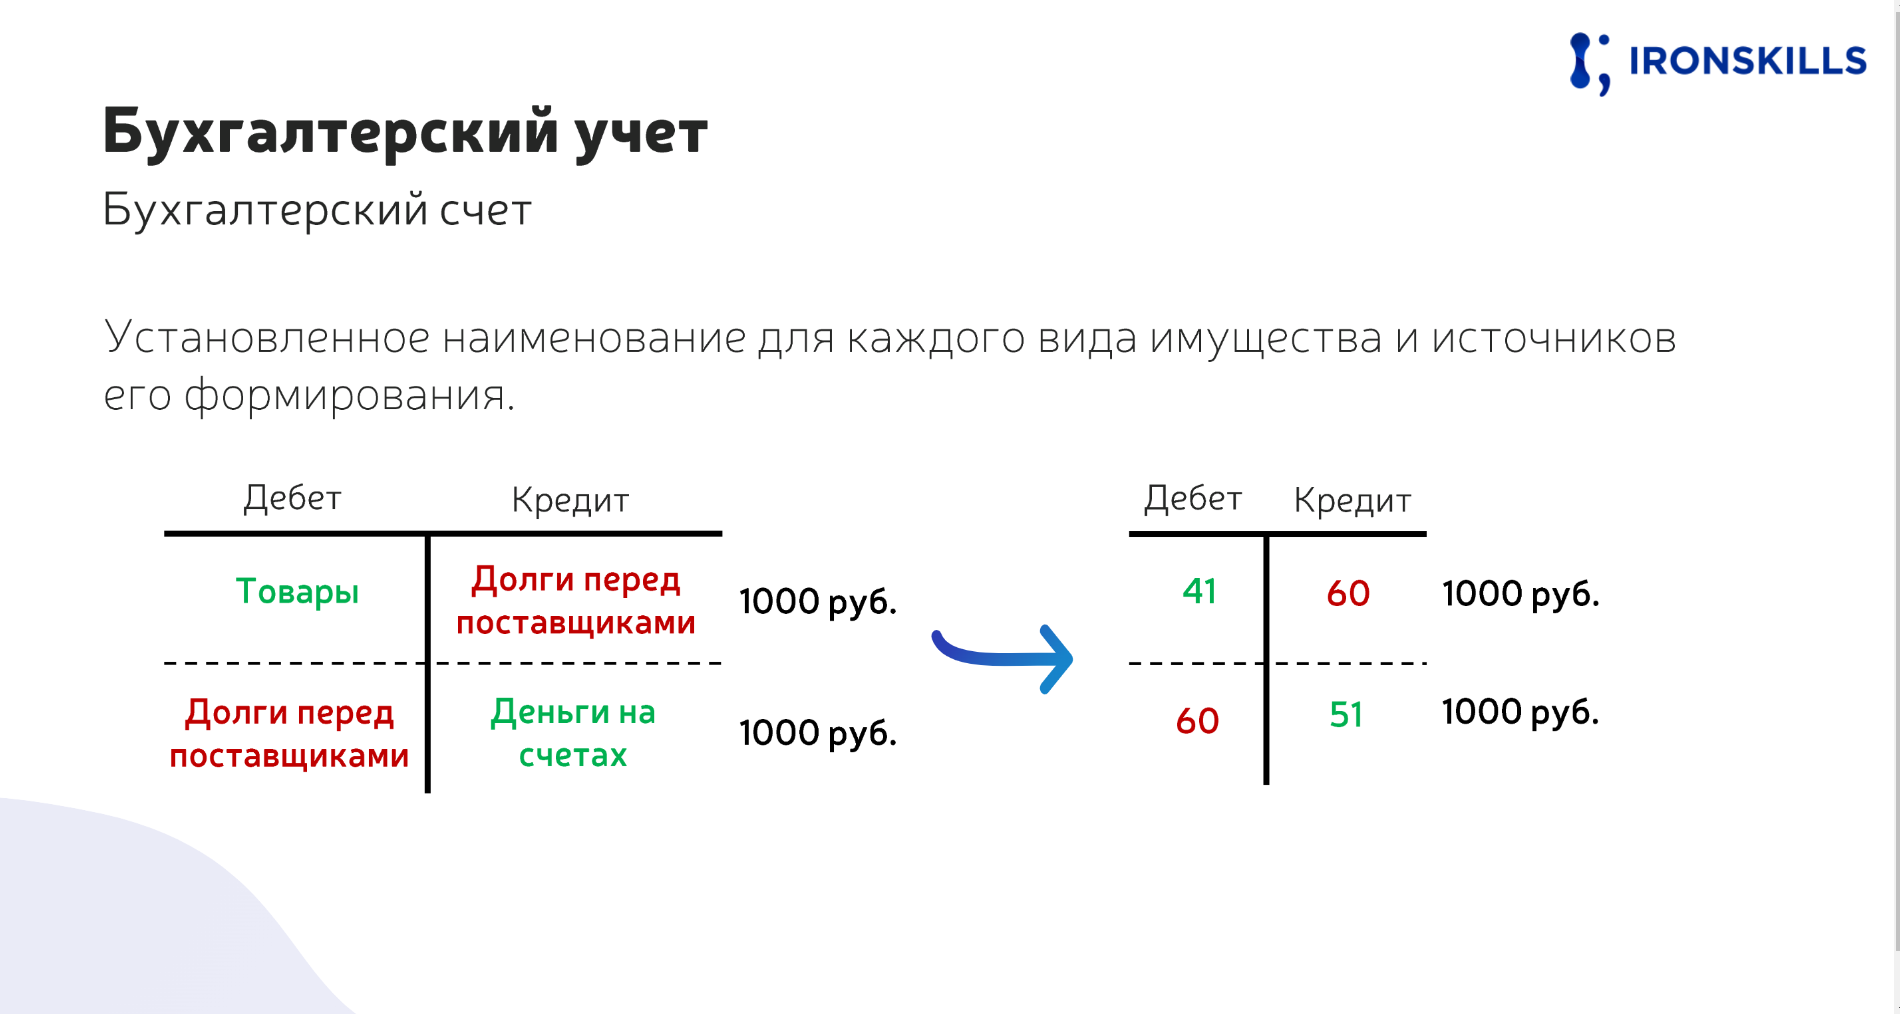 IRONSKILLS
Бухгалтерский учет
Бухгалтерский счет
Установленное наименование для каждого вида имущества и источников
его формирования.
Дебет Кредит
Товары
Долги перед
поставщиками
1000 руб.
Долги перед
поставщиками
Деньги на
счетах
1000 руб.
Дебет Кредит
41 60 1000 руб.
60 51 1000 руб.